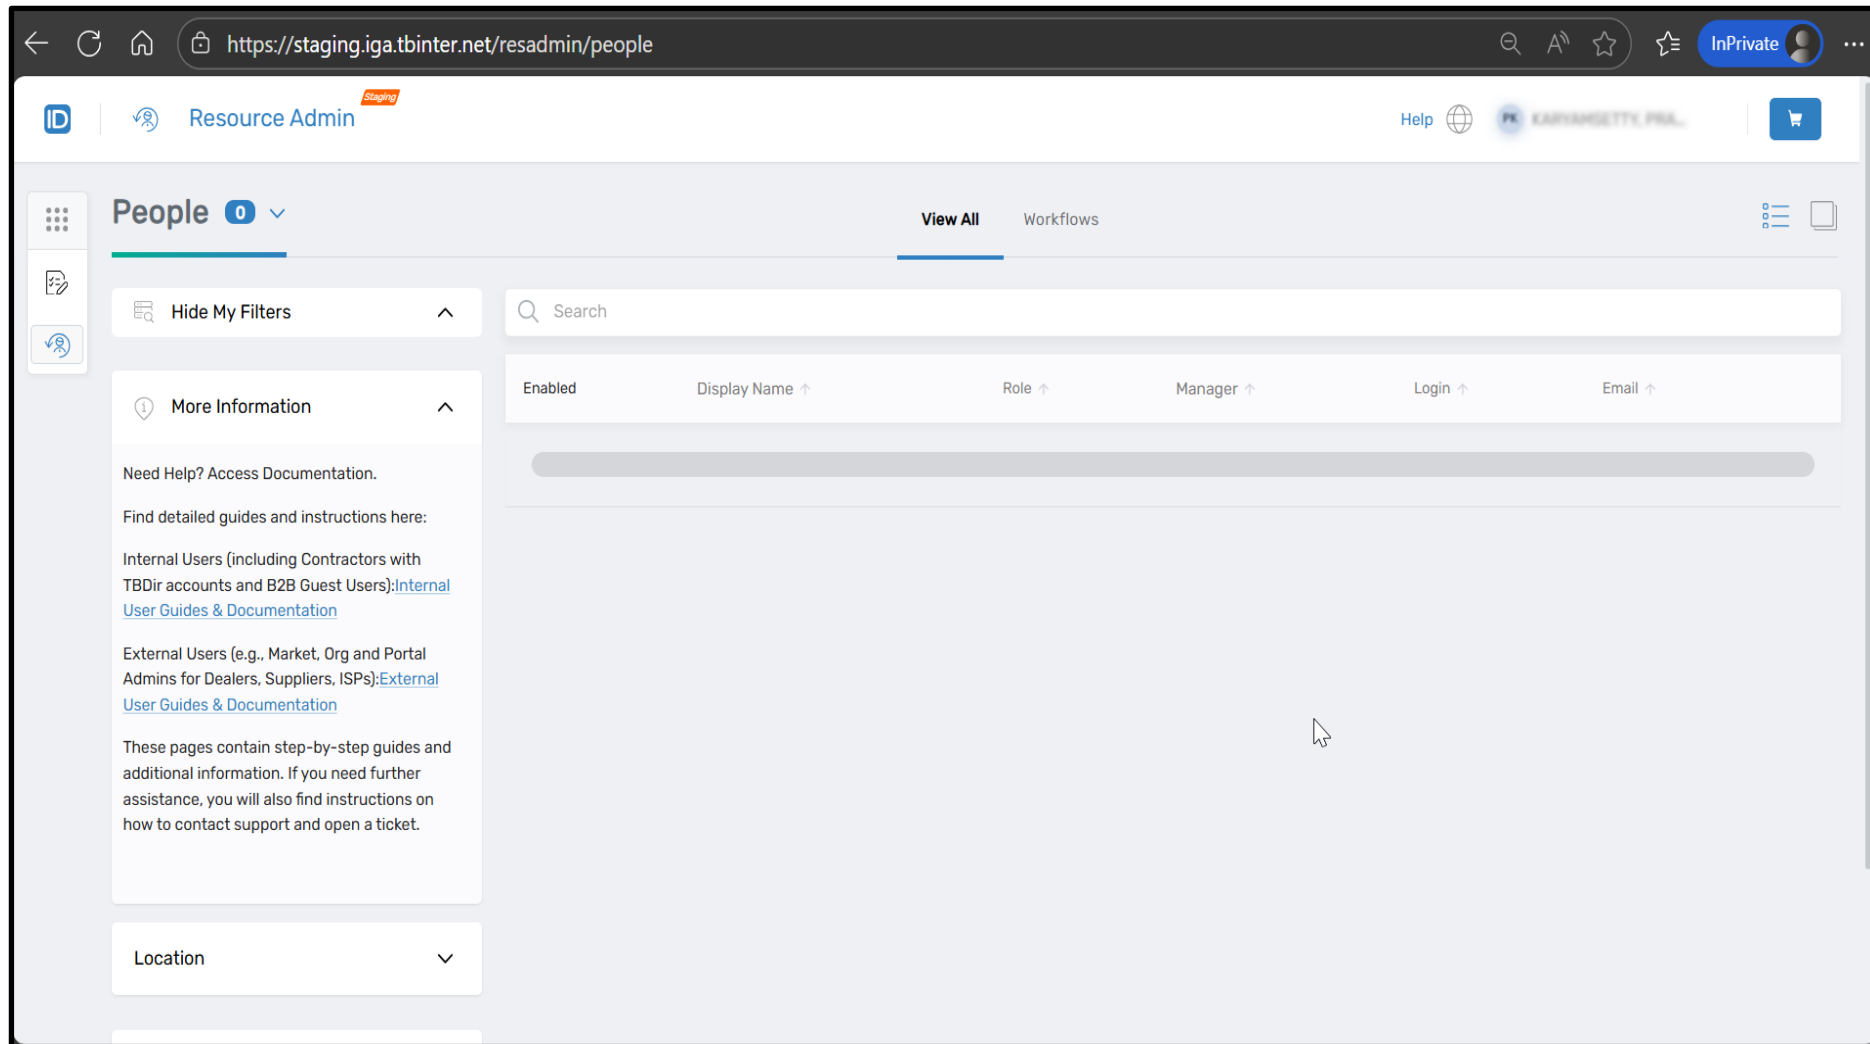 https://staging.iga.tbinter.net/resadmin/people
InPrivate
ID
Resource Admin
Staging
Help
PK
KARYAMSETTY, PRA...
People 0
View All
Workflows
Hide My Filters
Search
More Information
Enabled
Display Name
Role
Manager
Login
Email
Need Help? Access Documentation.
Find detailed guides and instructions here:
Internal Users (including Contractors with
TBDir accounts and B2B Guest Users):Internal
User Guides & Documentation
External Users (e.g., Market, Org and Portal
Admins for Dealers, Suppliers, ISPs):External
User Guides & Documentation
These pages contain step-by-step guides and
additional information. If you need further
assistance, you will also find instructions on
how to contact support and open a ticket.
Location